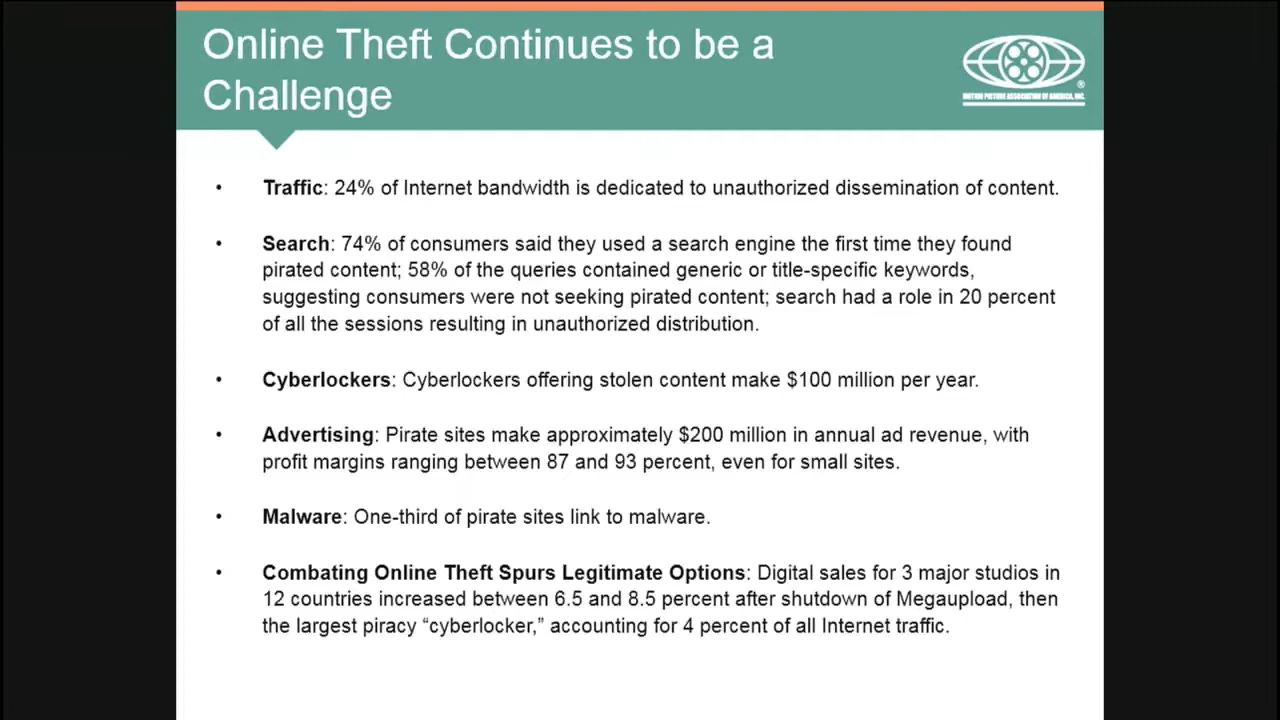 Online Theft Continues to be a
Challenge
MOTION PICTURE ASSOCIATION OF AMERICA, INC.
®
• Traffic: 24% of Internet bandwidth is dedicated to unauthorized dissemination of content.
• Search: 74% of consumers said they used a search engine the first time they found
pirated content; 58% of the queries contained generic or title-specific keywords,
suggesting consumers were not seeking pirated content; search had a role in 20 percent
of all the sessions resulting in unauthorized distribution.
• Cyberlockers: Cyberlockers offering stolen content make $100 million per year.
• Advertising: Pirate sites make approximately $200 million in annual ad revenue, with
profit margins ranging between 87 and 93 percent, even for small sites.
• Malware: One-third of pirate sites link to malware.
• Combating Online Theft Spurs Legitimate Options: Digital sales for 3 major studios in
12 countries increased between 6.5 and 8.5 percent after shutdown of Megaupload, then
the largest piracy “cyberlocker,” accounting for 4 percent of all Internet traffic.